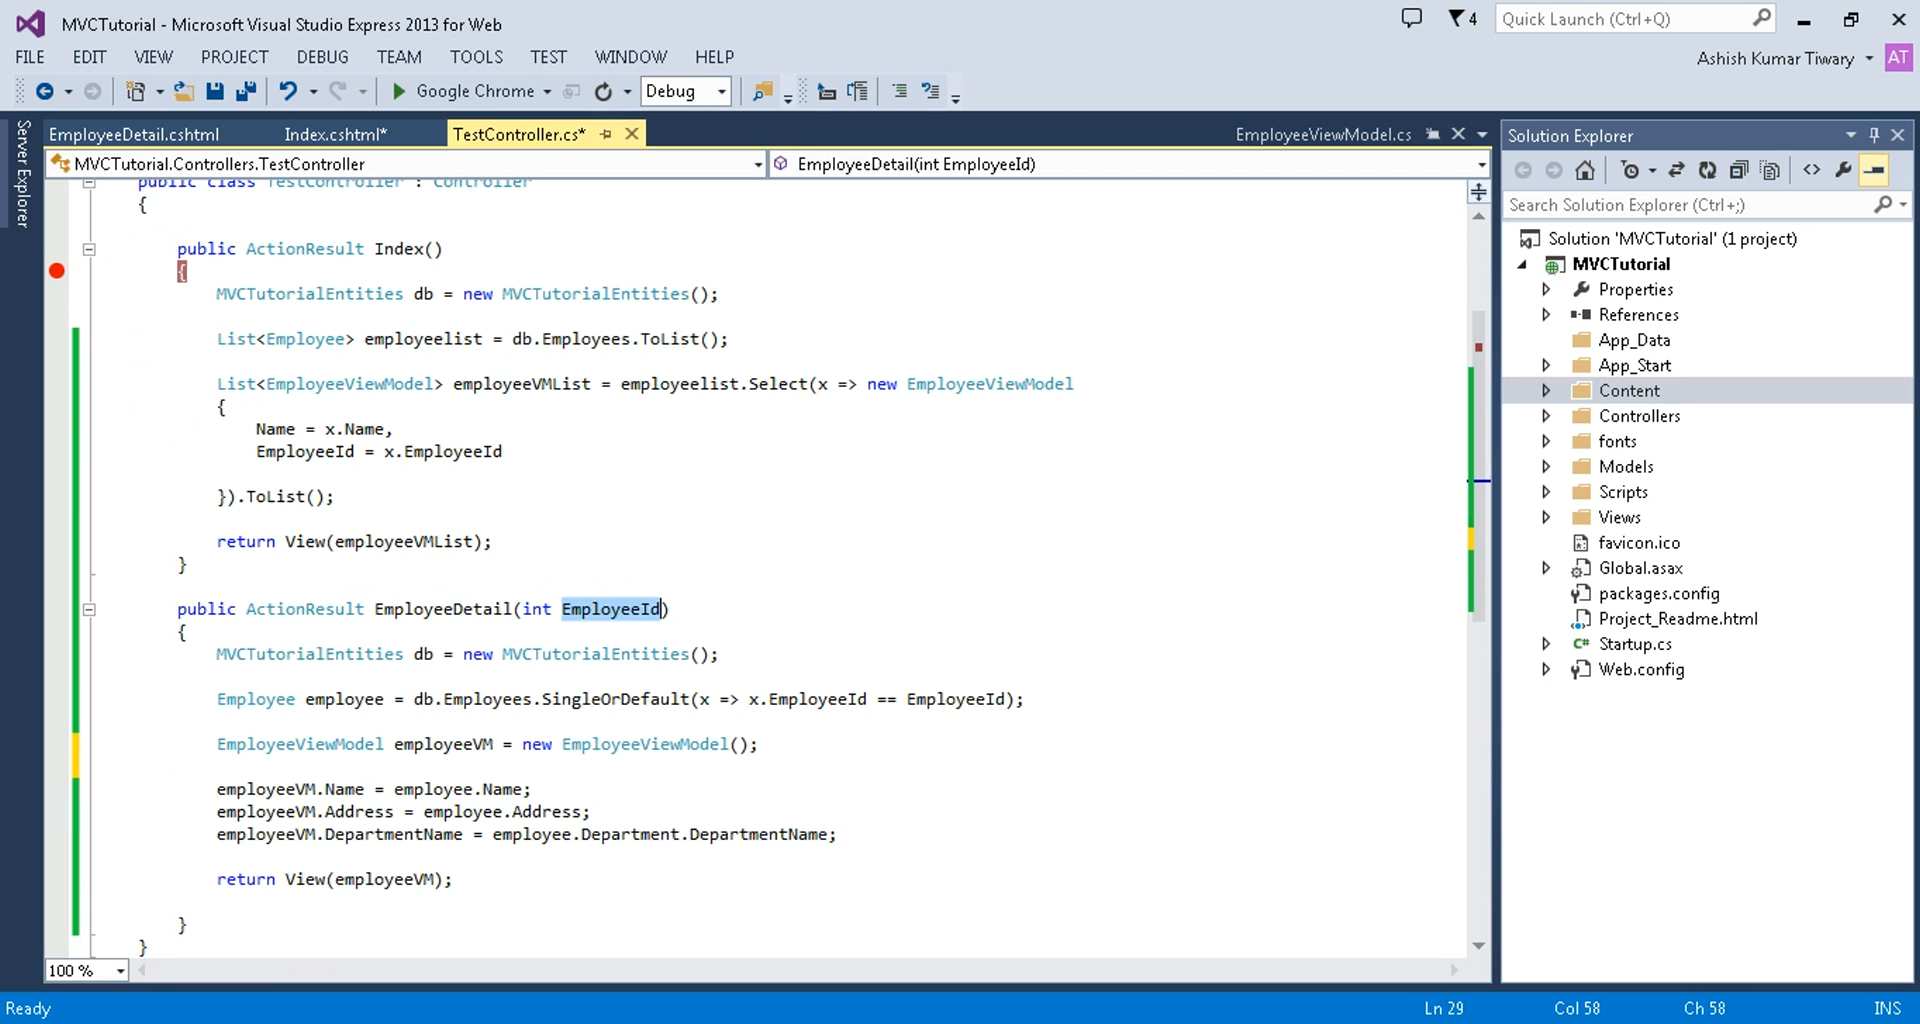 MVCTutorial - Microsoft Visual Studio Express 2013 for Web
4
Quick Launch (Ctrl+Q)
FILE EDIT VIEW PROJECT DEBUG TEAM TOOLS TEST WINDOW HELP
Ashish Kumar Tiwary AT
Google Chrome Debug
Server Explorer
EmployeeDetail.cshtml Index.cshtml* TestController.cs* EmployeeViewModel.cs
MVCTutorial.Controllers.TestController EmployeeDetail(int EmployeeId)
public class TestController : Controller
{
public ActionResult Index()
{
MVCTutorialEntities db = new MVCTutorialEntities();
List<Employee> employeelist = db.Employees.ToList();
List<EmployeeViewModel> employeeVMList = employeelist.Select(x => new EmployeeViewModel
{
Name = x.Name,
EmployeeId = x.EmployeeId
}).ToList();
return View(employeeVMList);
}
public ActionResult EmployeeDetail(int EmployeeId)
{
MVCTutorialEntities db = new MVCTutorialEntities();
Employee employee = db.Employees.SingleOrDefault(x => x.EmployeeId == EmployeeId);
EmployeeViewModel employeeVM = new EmployeeViewModel();
employeeVM.Name = employee.Name;
employeeVM.Address = employee.Address;
employeeVM.DepartmentName = employee.Department.DepartmentName;
return View(employeeVM);
}
}
100 %
Solution Explorer
Search Solution Explorer (Ctrl+;)
Solution 'MVCTutorial' (1 project)
MVCTutorial
Properties
References
App_Data
App_Start
Content
Controllers
fonts
Models
Scripts
Views
favicon.ico
Global.asax
packages.config
Project_Readme.html
C# Startup.cs
Web.config
Ready Ln 29 Col 58 Ch 58 INS